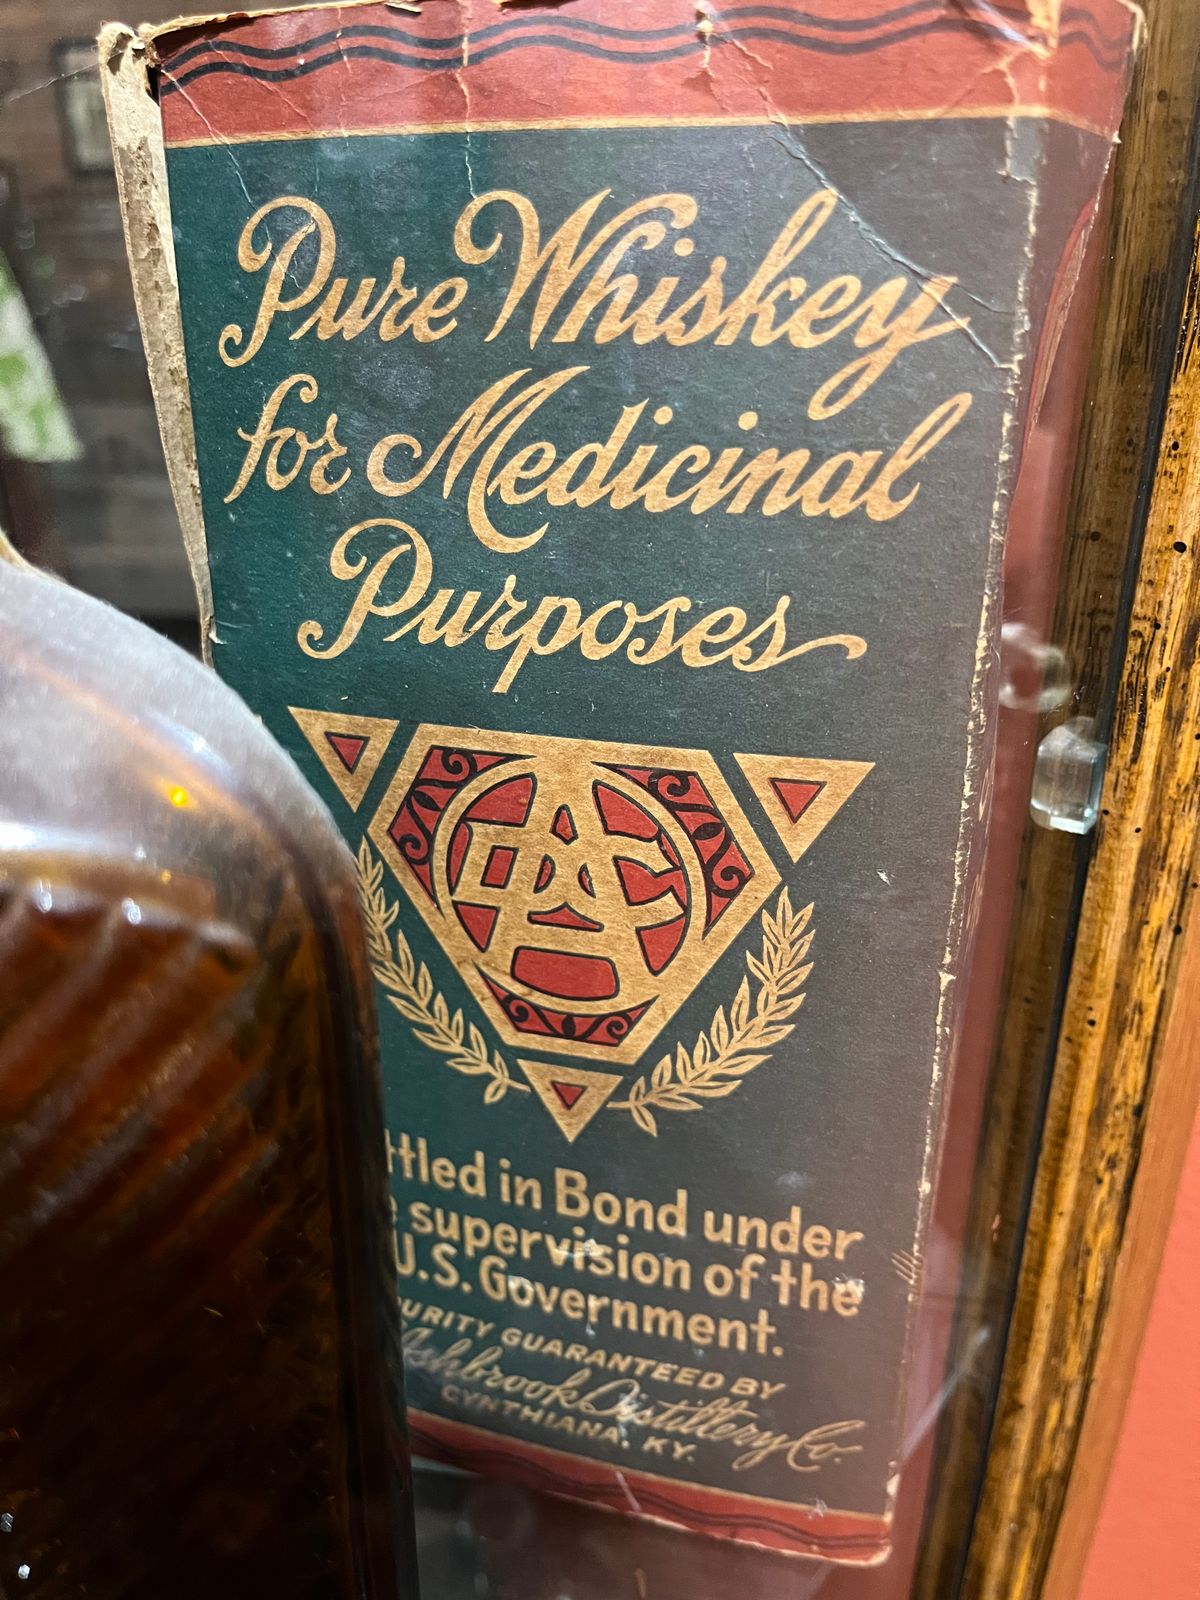 Pure Whiskey
for Medicinal
Purposes
ttled in Bond under
e supervision of the
U.S. Government.
URITY GUARANTEED BY
Ashbrook Distillery Co.
CYNTHIANA, KY.